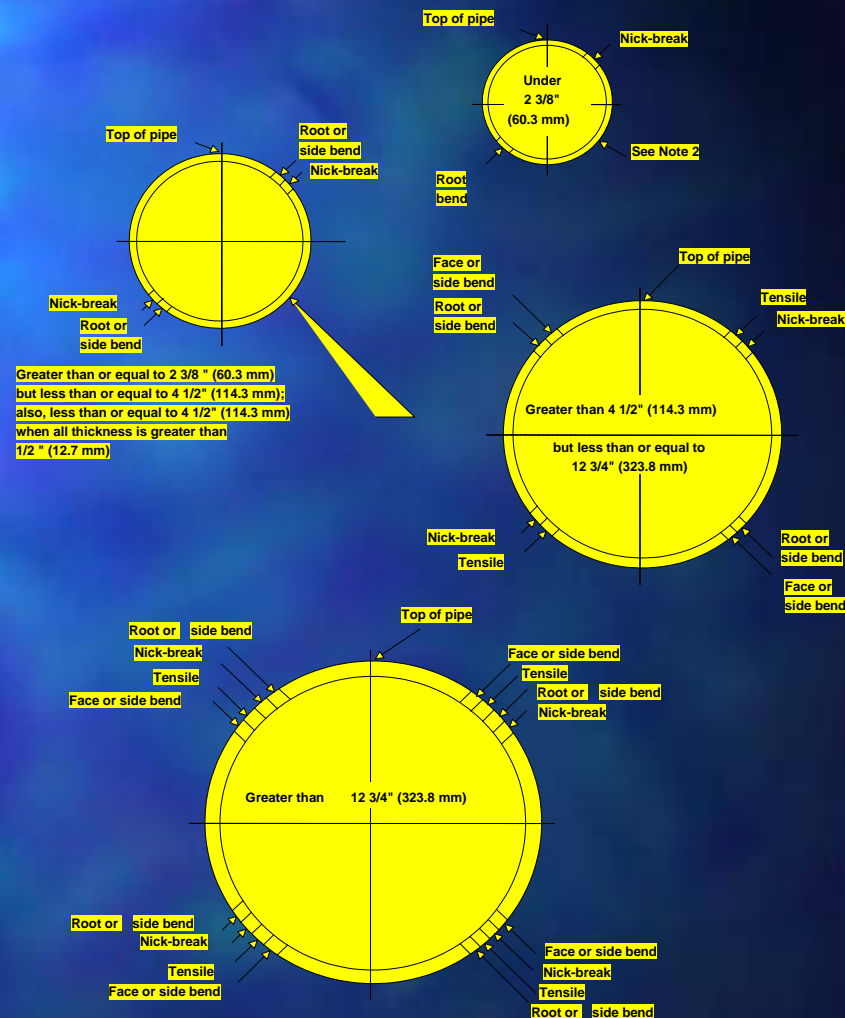 Top of pipe
Nick-break
Under
2 3/8"
(60.3 mm)
See Note 2
Root
bend
Top of pipe
Root or
side bend
Nick-break
Nick-break
Root or
side bend
Greater than or equal to 2 3/8 " (60.3 mm)
but less than or equal to 4 1/2" (114.3 mm);
also, less than or equal to 4 1/2" (114.3 mm)
when all thickness is greater than
1/2 " (12.7 mm)
Face or
side bend
Root or
side bend
Top of pipe
Tensile
Nick-break
Greater than 4 1/2" (114.3 mm)
but less than or equal to
12 3/4" (323.8 mm)
Nick-break
Tensile
Root or
side bend
Face or
side bend
Top of pipe
Root or side bend
Nick-break
Tensile
Face or side bend
Face or side bend
Tensile
Root or side bend
Nick-break
Greater than 12 3/4" (323.8 mm)
Root or side bend
Nick-break
Tensile
Face or side bend
Face or side bend
Nick-break
Tensile
Root or side bend